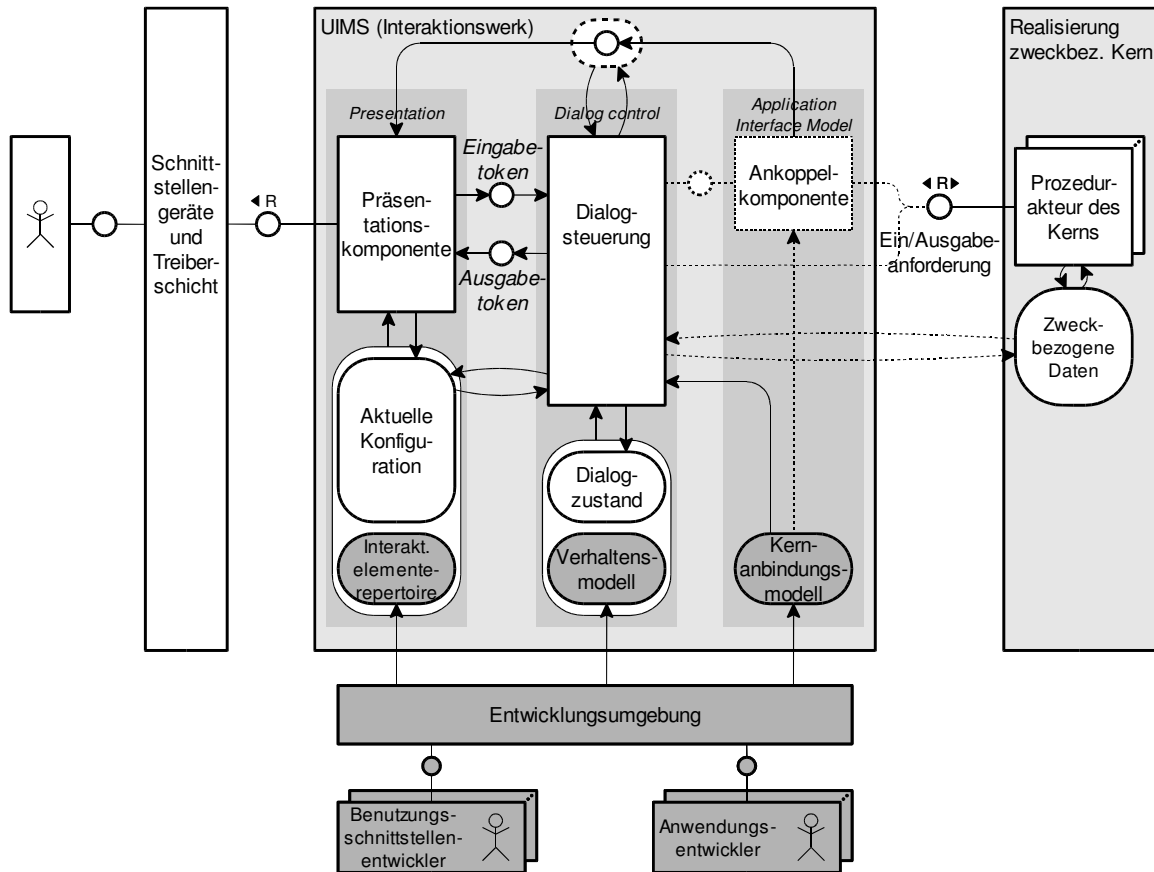 UIMS (Interaktionswerk)
Realisierung
zweckbez. Kern
Presentation
Dialog control
Application
Interface Model
Schnitt-
stellen-
geräte
und
Treiber-
schicht
◄ R
Präsen-
tations-
komponente
Eingabe-
token
Ausgabe-
token
Dialog-
steuerung
Ankoppel-
komponente
◄R►
Ein/Ausgabe-
anforderung
Prozedur-
akteur des
Kerns
Zweck-
bezogene
Daten
Aktuelle
Konfigu-
ration
Interakt.
elemente-
repertoire
Dialog-
zustand
Verhaltens-
modell
Kern-
anbindungs-
modell
Entwicklungsumgebung
Benutzungs-
schnittstellen-
entwickler
Anwendungs-
entwickler